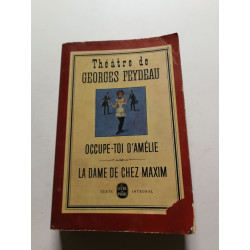 Théâtre de
GEORGES FEYDEAU
OCCUPE-TOI D'AMÉLIE
LA DAME DE CHEZ MAXIM
TEXTE INTÉGRAL